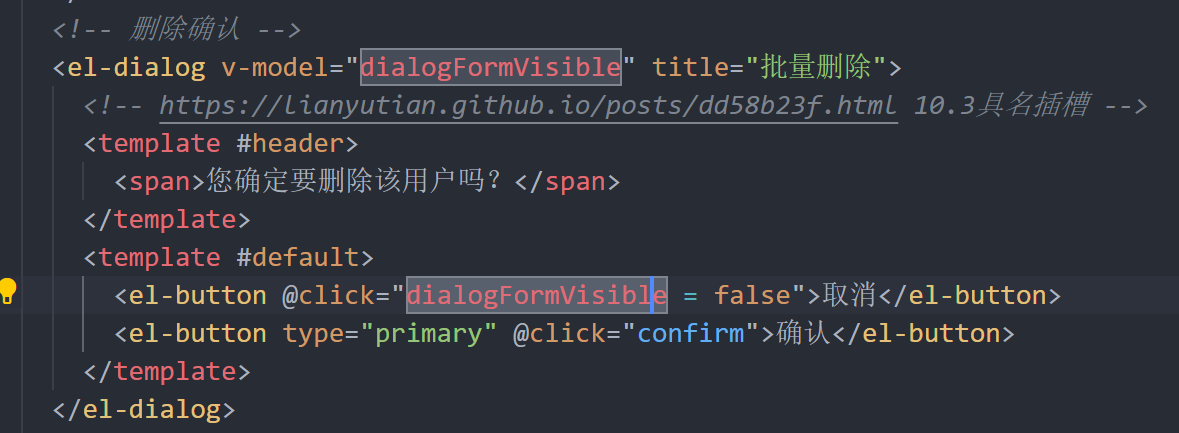 <!-- 删除确认 -->
<el-dialog v-model="dialogFormVisible" title="批量删除">
<!-- https://lianyutian.github.io/posts/dd58b23f.html 10.3具名插槽 -->
<template #header>
<span>您确定要删除该用户吗？</span>
</template>
<template #default>
<el-button @click="dialogFormVisible = false">取消</el-button>
<el-button type="primary" @click="confirm">确认</el-button>
</template>
</el-dialog>